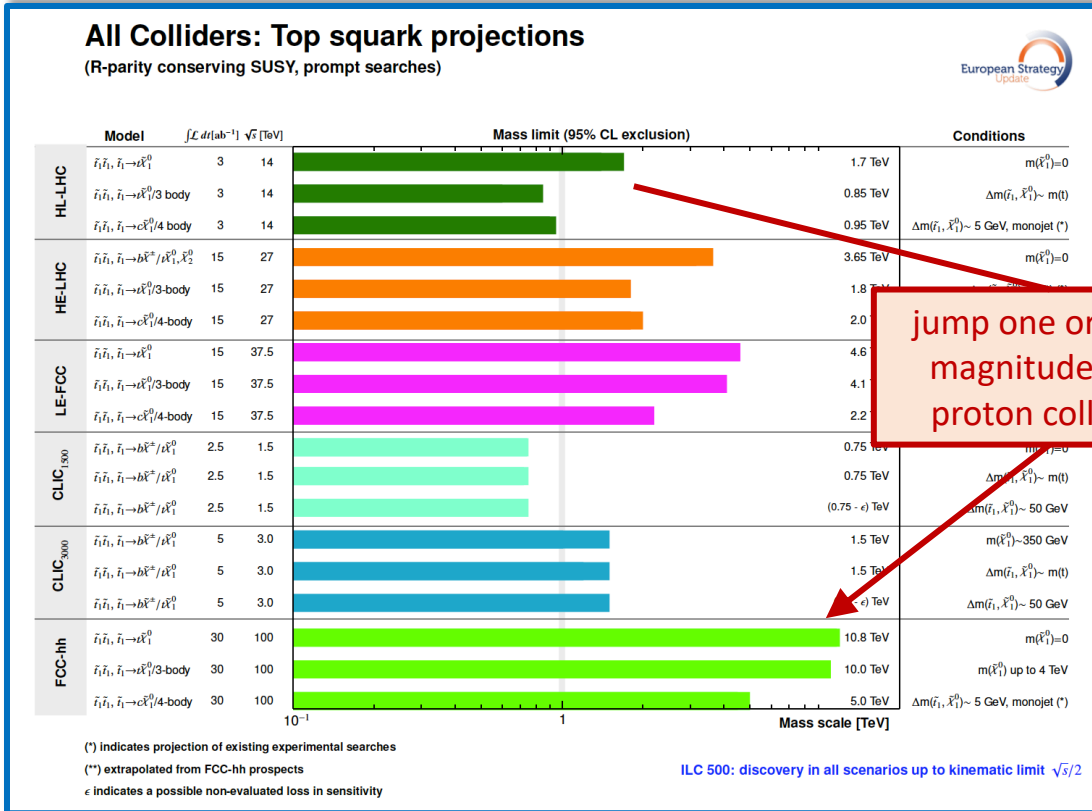 All Colliders: Top squark projections
(R-parity conserving SUSY, prompt searches)
European Strategy
Update
Model ∫ℒ dt[ab⁻¹] √s [TeV] Mass limit (95% CL exclusion) Conditions
HL-LHC
t̃₁t̃₁, t̃₁→tχ̃₁⁰ 3 14 1.7 TeV m(χ̃₁⁰)=0
t̃₁t̃₁, t̃₁→tχ̃₁⁰/3 body 3 14 0.85 TeV Δm(t̃₁, χ̃₁⁰)~ m(t)
t̃₁t̃₁, t̃₁→cχ̃₁⁰/4 body 3 14 0.95 TeV Δm(t̃₁, χ̃₁⁰)~ 5 GeV, monojet (*)
HE-LHC
t̃₁t̃₁, t̃₁→bχ̃±/tχ̃₁⁰,χ̃₂⁰ 15 27 3.65 TeV m(χ̃₁⁰)=0
t̃₁t̃₁, t̃₁→tχ̃₁⁰/3-body 15 27 1.8 TeV
t̃₁t̃₁, t̃₁→cχ̃₁⁰/4-body 15 27 2.0
LE-FCC
t̃₁t̃₁, t̃₁→tχ̃₁⁰ 15 37.5 4.6
t̃₁t̃₁, t̃₁→tχ̃₁⁰/3-body 15 37.5 4.1
t̃₁t̃₁, t̃₁→cχ̃₁⁰/4-body 15 37.5 2.2
jump one or
magnitude
proton coll
CLIC₁₅₀₀
t̃₁t̃₁, t̃₁→bχ̃±/tχ̃₁⁰ 2.5 1.5 0.75 TeV m(χ̃₁⁰)=0
t̃₁t̃₁, t̃₁→bχ̃±/tχ̃₁⁰ 2.5 1.5 0.75 TeV Δm(t̃₁, χ̃₁⁰)~ m(t)
t̃₁t̃₁, t̃₁→bχ̃±/tχ̃₁⁰ 2.5 1.5 (0.75 - ϵ) TeV Δm(t̃₁, χ̃₁⁰)~ 50 GeV
CLIC₃₀₀₀
t̃₁t̃₁, t̃₁→bχ̃±/tχ̃₁⁰ 5 3.0 1.5 TeV m(χ̃₁⁰)~350 GeV
t̃₁t̃₁, t̃₁→bχ̃±/tχ̃₁⁰ 5 3.0 1.5 TeV Δm(t̃₁, χ̃₁⁰)~ m(t)
t̃₁t̃₁, t̃₁→bχ̃±/tχ̃₁⁰ 5 3.0 - ϵ) TeV Δm(t̃₁, χ̃₁⁰)~ 50 GeV
FCC-hh
t̃₁t̃₁, t̃₁→tχ̃₁⁰ 30 100 10.8 TeV m(χ̃₁⁰)=0
t̃₁t̃₁, t̃₁→tχ̃₁⁰/3-body 30 100 10.0 TeV m(χ̃₁⁰) up to 4 TeV
t̃₁t̃₁, t̃₁→cχ̃₁⁰/4-body 30 100 5.0 TeV Δm(t̃₁, χ̃₁⁰)~ 5 GeV, monojet (*)
10⁻¹ 1 Mass scale [TeV]
(*) indicates projection of existing experimental searches
(**) extrapolated from FCC-hh prospects
ϵ indicates a possible non-evaluated loss in sensitivity
ILC 500: discovery in all scenarios up to kinematic limit √s/2